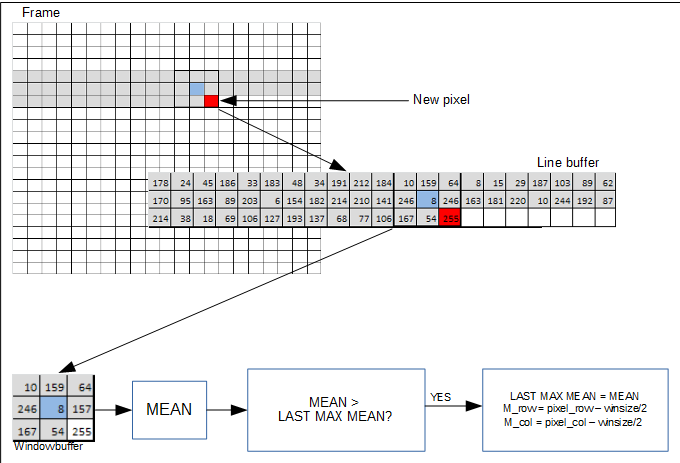 Frame
New pixel
Line buffer
178 24 45 186 33 183 48 34 191 212 184 10 159 64 8 15 29 187 103 89 62
170 95 163 89 203 6 154 182 214 210 141 246 8 246 163 181 220 10 244 192 87
214 38 18 69 106 127 193 137 68 77 106 167 54 255
10 159 64
246 8 157
167 54 255
Windowbuffer
MEAN
MEAN >
LAST MAX MEAN?
YES
LAST MAX MEAN = MEAN
M_row = pixel_row – winsize/2
M_col = pixel_col – winsize/2